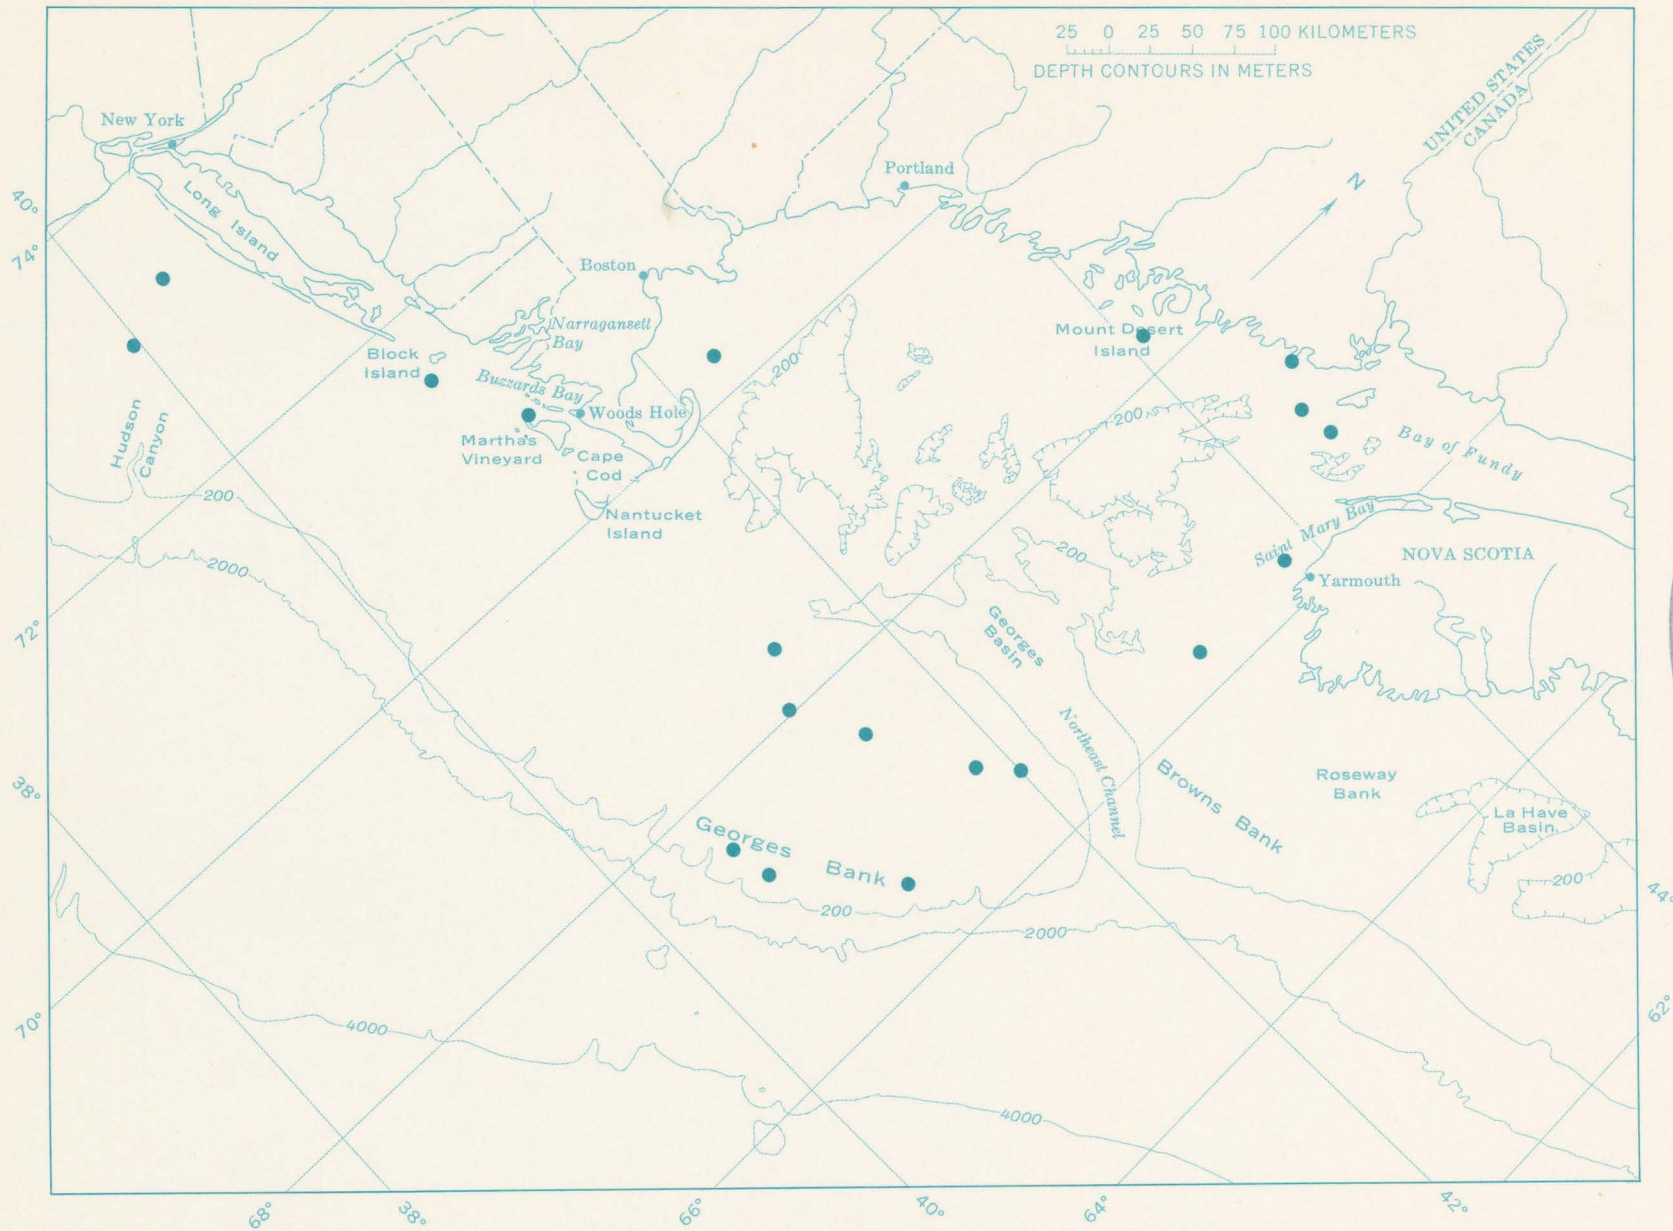 25 0 25 50 75 100 KILOMETERS
DEPTH CONTOURS IN METERS
UNITED STATES
CANADA
New York
Portland
N
40°
Long Island
74°
Boston
Narragansett
Bay
Mount Desert
Island
Block
Island
200
Buzzards Bay
Woods Hole
200
Hudson
Canyon
Martha's
Vineyard
Cape
Cod
Bay of Fundy
200
Nantucket
Island
Saint Mary Bay
200
NOVA SCOTIA
2000
Yarmouth
72°
Georges
Basin
Northeast Channel
38°
Browns Bank
Roseway
Bank
La Have
Basin
Georges Bank
200
200
44°
2000
70°
4000
62°
4000
68°
38°
66°
40°
64°
42°